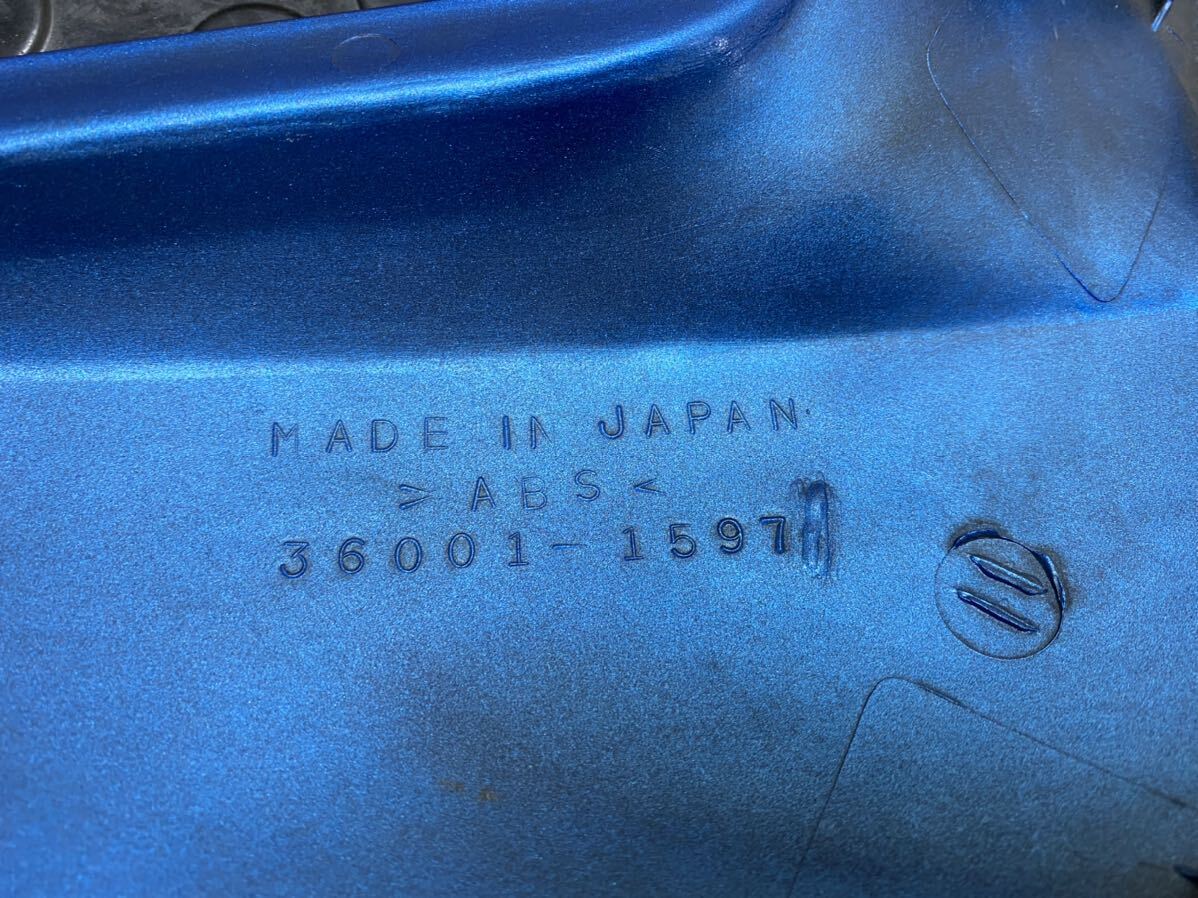 MADE IN JAPAN
>ABS<
36001-1597